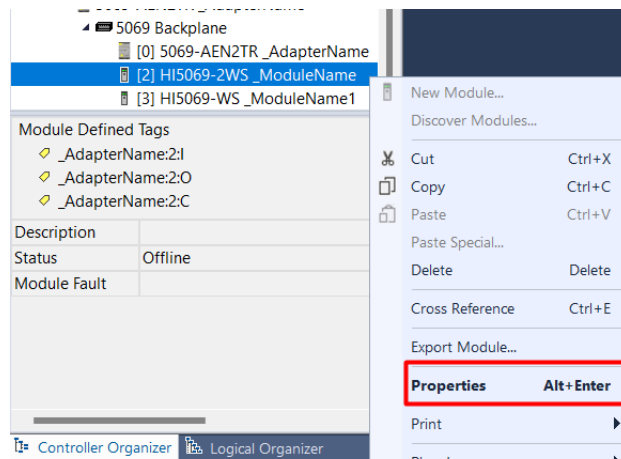 5069 Backplane
[0] 5069-AEN2TR _AdapterName
[2] HI5069-2WS _ModuleName
[3] HI5069-WS _ModuleName1
Module Defined Tags
_AdapterName:2:I
_AdapterName:2:O
_AdapterName:2:C
Description
Status Offline
Module Fault
Controller Organizer Logical Organizer
New Module...
Discover Modules...
Cut Ctrl+X
Copy Ctrl+C
Paste Ctrl+V
Paste Special...
Delete Delete
Cross Reference Ctrl+E
Export Module...
Properties Alt+Enter
Print